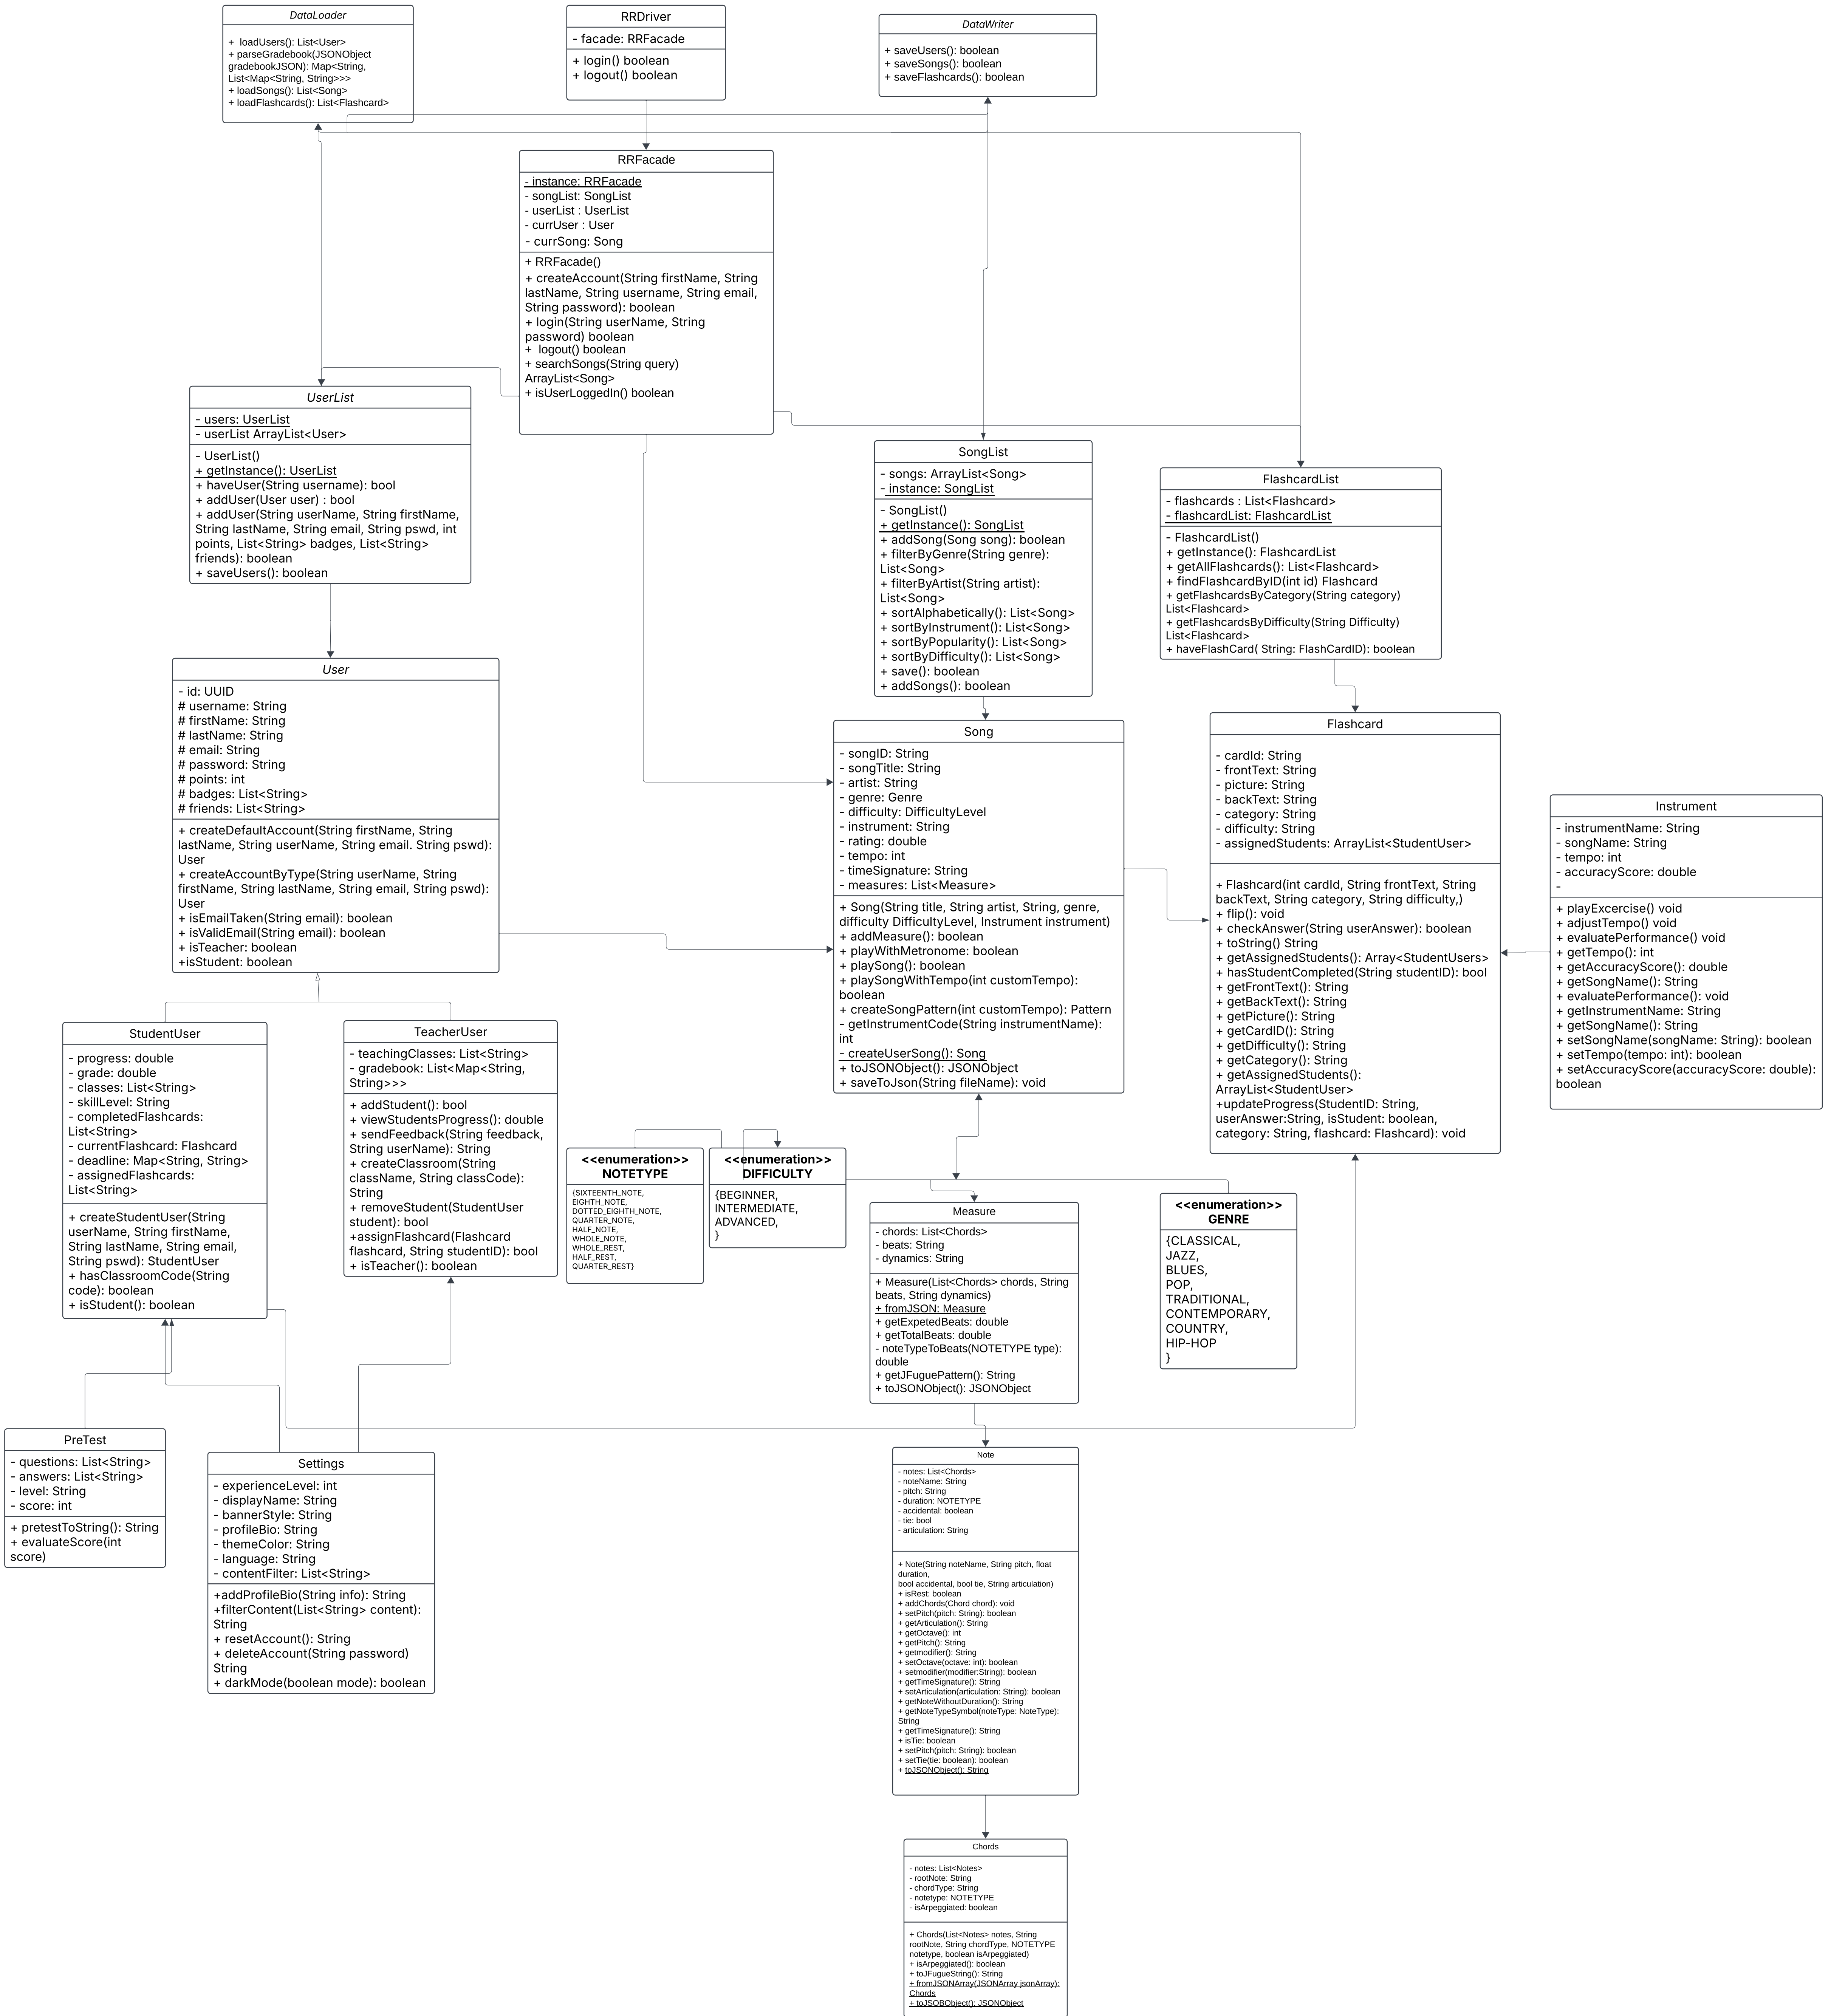 DataLoader
+  loadUsers(): List<User>
+ parseGradebook(JSONObject
gradebookJSON): Map<String,
List<Map<String, String>>>
+ loadSongs(): List<Song>
+ loadFlashcards(): List<Flashcard>
RRDriver
- facade: RRFacade
+ login() boolean
+ logout() boolean
DataWriter
+ saveUsers(): boolean
+ saveSongs(): boolean
+ saveFlashcards(): boolean
RRFacade
- instance: RRFacade
- songList: SongList
- userList : UserList
- currUser : User
- currSong: Song
+ RRFacade()
+ createAccount(String firstName, String
lastName, String username, String email,
String password): boolean
+ login(String userName, String
password) boolean
+  logout() boolean
+ searchSongs(String query)
ArrayList<Song>
+ isUserLoggedIn() boolean
UserList
- users: UserList
- userList ArrayList<User>
- UserList()
+ getInstance(): UserList
+ haveUser(String username): bool
+ addUser(User user) : bool
+ addUser(String userName, String firstName,
String lastName, String email, String pswd, int
points, List<String> badges, List<String>
friends): boolean
+ saveUsers(): boolean
SongList
- songs: ArrayList<Song>
- instance: SongList
- SongList()
+ getInstance(): SongList
+ addSong(Song song): boolean
+ filterByGenre(String genre):
List<Song>
+ filterByArtist(String artist):
List<Song>
+ sortAlphabetically(): List<Song>
+ sortByInstrument(): List<Song>
+ sortByPopularity(): List<Song>
+ sortByDifficulty(): List<Song>
+ save(): boolean
+ addSongs(): boolean
FlashcardList
- flashcards : List<Flashcard>
- flashcardList: FlashcardList
- FlashcardList()
+ getInstance(): FlashcardList
+ getAllFlashcards(): List<Flashcard>
+ findFlashcardByID(int id) Flashcard
+ getFlashcardsByCategory(String category)
List<Flashcard>
+ getFlashcardsByDifficulty(String Difficulty)
List<Flashcard>
+ haveFlashCard( String: FlashCardID): boolean
User
- id: UUID
# username: String
# firstName: String
# lastName: String
# email: String
# password: String
# points: int
# badges: List<String>
# friends: List<String>
+ createDefaultAccount(String firstName, String
lastName, String userName, String email. String pswd):
User
+ createAccountByType(String userName, String
firstName, String lastName, String email, String pswd):
User
+ isEmailTaken(String email): boolean
+ isValidEmail(String email): boolean
+ isTeacher: boolean
+isStudent: boolean
Song
- songID: String
- songTitle: String
- artist: String
- genre: Genre
- difficulty: DifficultyLevel
- instrument: String
- rating: double
- tempo: int
- timeSignature: String
- measures: List<Measure>
+ Song(String title, String artist, String, genre,
difficulty DifficultyLevel, Instrument instrument)
+ addMeasure(): boolean
+ playWithMetronome: boolean
+ playSong(): boolean
+ playSongWithTempo(int customTempo):
boolean
+ createSongPattern(int customTempo): Pattern
- getInstrumentCode(String instrumentName):
int
- createUserSong(): Song
+ toJSONObject(): JSONObject
+ saveToJson(String fileName): void
Flashcard
- cardId: String
- frontText: String
- picture: String
- backText: String
- category: String
- difficulty: String
- assignedStudents: ArrayList<StudentUser>
+ Flashcard(int cardId, String frontText, String
backText, String category, String difficulty,)
+ flip(): void
+ checkAnswer(String userAnswer): boolean
+ toString() String
+ getAssignedStudents(): Array<StudentUsers>
+ hasStudentCompleted(String studentID): bool
+ getFrontText(): String
+ getBackText(): String
+ getPicture(): String
+ getCardID(): String
+ getDifficulty(): String
+ getCategory(): String
+ getAssignedStudents():
ArrayList<StudentUser>
+updateProgress(StudentID: String,
userAnswer:String, isStudent: boolean,
category: String, flashcard: Flashcard): void
Instrument
- instrumentName: String
- songName: String
- tempo: int
- accuracyScore: double
-
+ playExcercise() void
+ adjustTempo() void
+ evaluatePerformance() void
+ getTempo(): int
+ getAccuracyScore(): double
+ getSongName(): String
+ evaluatePerformance(): void
+ getInstrumentName: String
+ getSongName(): String
+ setSongName(songName: String): boolean
+ setTempo(tempo: int): boolean
+ setAccuracyScore(accuracyScore: double):
boolean
StudentUser
- progress: double
- grade: double
- classes: List<String>
- skillLevel: String
- completedFlashcards:
List<String>
- currentFlashcard: Flashcard
- deadline: Map<String, String>
- assignedFlashcards:
List<String>
+ createStudentUser(String
userName, String firstName,
String lastName, String email,
String pswd): StudentUser
+ hasClassroomCode(String
code): boolean
+ isStudent(): boolean
TeacherUser
- teachingClasses: List<String>
- gradebook: List<Map<String,
String>>>
+ addStudent(): bool
+ viewStudentsProgress(): double
+ sendFeedback(String feedback,
String userName): String
+ createClassroom(String
className, String classCode):
String
+ removeStudent(StudentUser
student): bool
+assignFlashcard(Flashcard
flashcard, String studentID): bool
+ isTeacher(): boolean
<<enumeration>>
NOTETYPE
{SIXTEENTH_NOTE,
EIGHTH_NOTE,
DOTTED_EIGHTH_NOTE,
QUARTER_NOTE,
HALF_NOTE,
WHOLE_NOTE,
WHOLE_REST,
HALF_REST,
QUARTER_REST}
<<enumeration>>
DIFFICULTY
{BEGINNER,
INTERMEDIATE,
ADVANCED,
}
Measure
- chords: List<Chords>
- beats: String
- dynamics: String
+ Measure(List<Chords> chords, String
beats, String dynamics)
+ fromJSON: Measure
+ getExpetedBeats: double
+ getTotalBeats: double
- noteTypeToBeats(NOTETYPE type):
double
+ getJFuguePattern(): String
+ toJSONObject(): JSONObject
<<enumeration>>
GENRE
{CLASSICAL,
JAZZ,
BLUES,
POP,
TRADITIONAL,
CONTEMPORARY,
COUNTRY,
HIP-HOP
}
PreTest
- questions: List<String>
- answers: List<String>
- level: String
- score: int
+ pretestToString(): String
+ evaluateScore(int
score)
Settings
- experienceLevel: int
- displayName: String
- bannerStyle: String
- profileBio: String
- themeColor: String
- language: String
- contentFilter: List<String>
+addProfileBio(String info): String
+filterContent(List<String> content):
String
+ resetAccount(): String
+ deleteAccount(String password)
String
+ darkMode(boolean mode): boolean
Note
- notes: List<Chords>
- noteName: String
- pitch: String
- duration: NOTETYPE
- accidental: boolean
- tie: bool
- articulation: String
+ Note(String noteName, String pitch, float
duration,
bool accidental, bool tie, String articulation)
+ isRest: boolean
+ addChords(Chord chord): void
+ setPitch(pitch: String): boolean
+ getArticulation(): String
+ getOctave(): int
+ getPitch(): String
+ getmodifier(): String
+ setOctave(octave: int): boolean
+ setmodifier(modifier:String): boolean
+ getTimeSignature(): String
+ setArticulation(articulation: String): boolean
+ getNoteWithoutDuration(): String
+ getNoteTypeSymbol(noteType: NoteType):
String
+ getTimeSignature(): String
+ isTie: boolean
+ setPitch(pitch: String): boolean
+ setTie(tie: boolean): boolean
+ toJSONObject(): String
Chords
- notes: List<Notes>
- rootNote: String
- chordType: String
- notetype: NOTETYPE
- isArpeggiated: boolean
+ Chords(List<Notes> notes, String
rootNote, String chordType, NOTETYPE
notetype, boolean isArpeggiated)
+ isArpeggiated(): boolean
+ toJFugueString(): String
+ fromJSONArray(JSONArray jsonArray):
Chords
+ toJSOBObject(): JSONObject